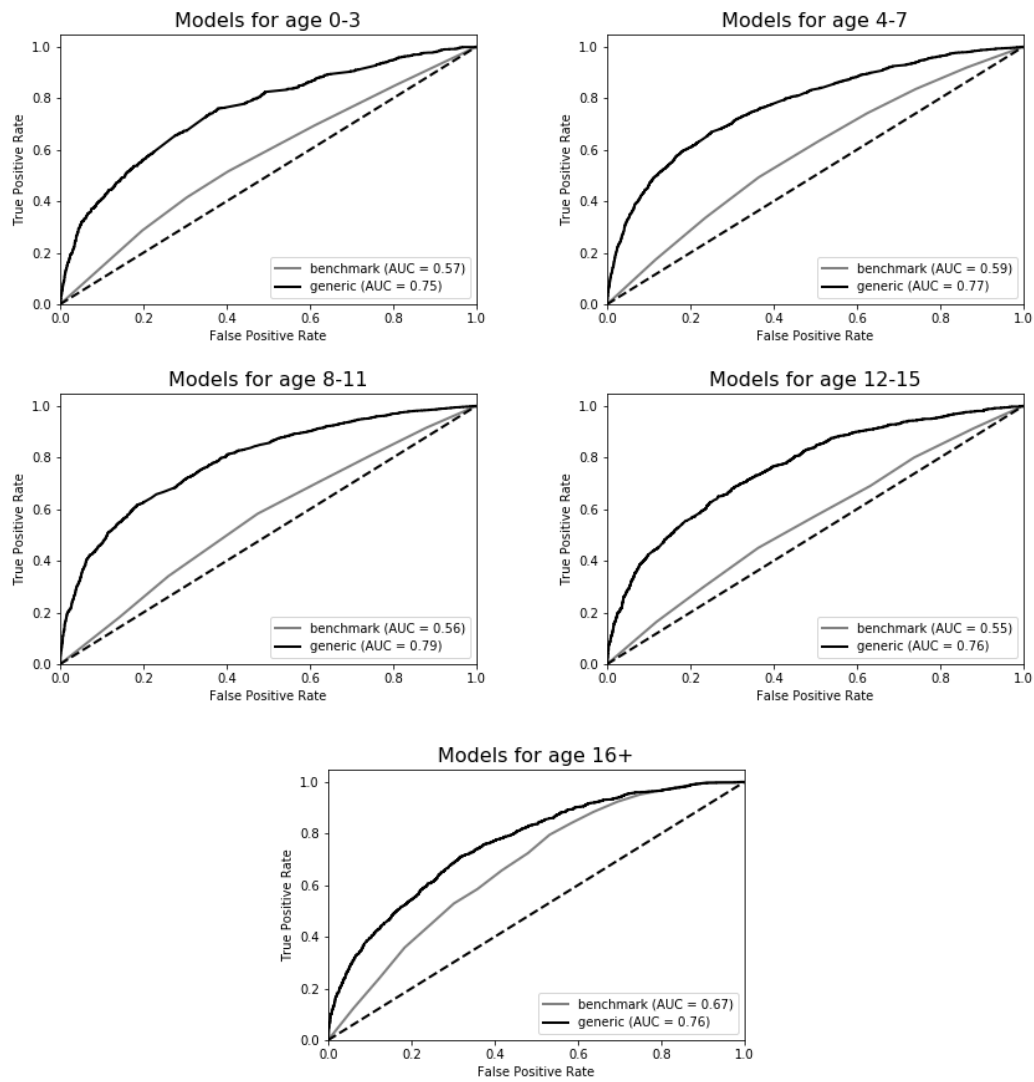 Models for age 0-3
1.0
0.8
0.6
0.4
0.2
0.0
True Positive Rate
benchmark (AUC = 0.57)
generic (AUC = 0.75)
0.0 0.2 0.4 0.6 0.8 1.0
False Positive Rate
Models for age 4-7
1.0
0.8
0.6
0.4
0.2
0.0
True Positive Rate
benchmark (AUC = 0.59)
generic (AUC = 0.77)
0.0 0.2 0.4 0.6 0.8 1.0
False Positive Rate
Models for age 8-11
1.0
0.8
0.6
0.4
0.2
0.0
True Positive Rate
benchmark (AUC = 0.56)
generic (AUC = 0.79)
0.0 0.2 0.4 0.6 0.8 1.0
False Positive Rate
Models for age 12-15
1.0
0.8
0.6
0.4
0.2
0.0
True Positive Rate
benchmark (AUC = 0.55)
generic (AUC = 0.76)
0.0 0.2 0.4 0.6 0.8 1.0
False Positive Rate
Models for age 16+
1.0
0.8
0.6
0.4
0.2
0.0
True Positive Rate
benchmark (AUC = 0.67)
generic (AUC = 0.76)
0.0 0.2 0.4 0.6 0.8 1.0
False Positive Rate